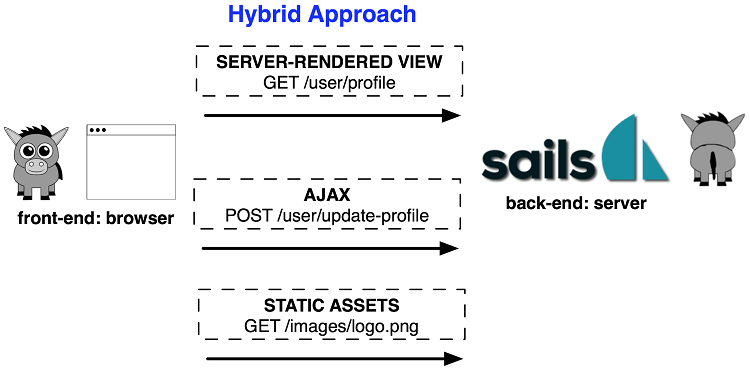 Hybrid Approach
SERVER-RENDERED VIEW
GET /user/profile
sails
front-end: browser
AJAX
POST /user/update-profile
back-end: server
STATIC ASSETS
GET /images/logo.png